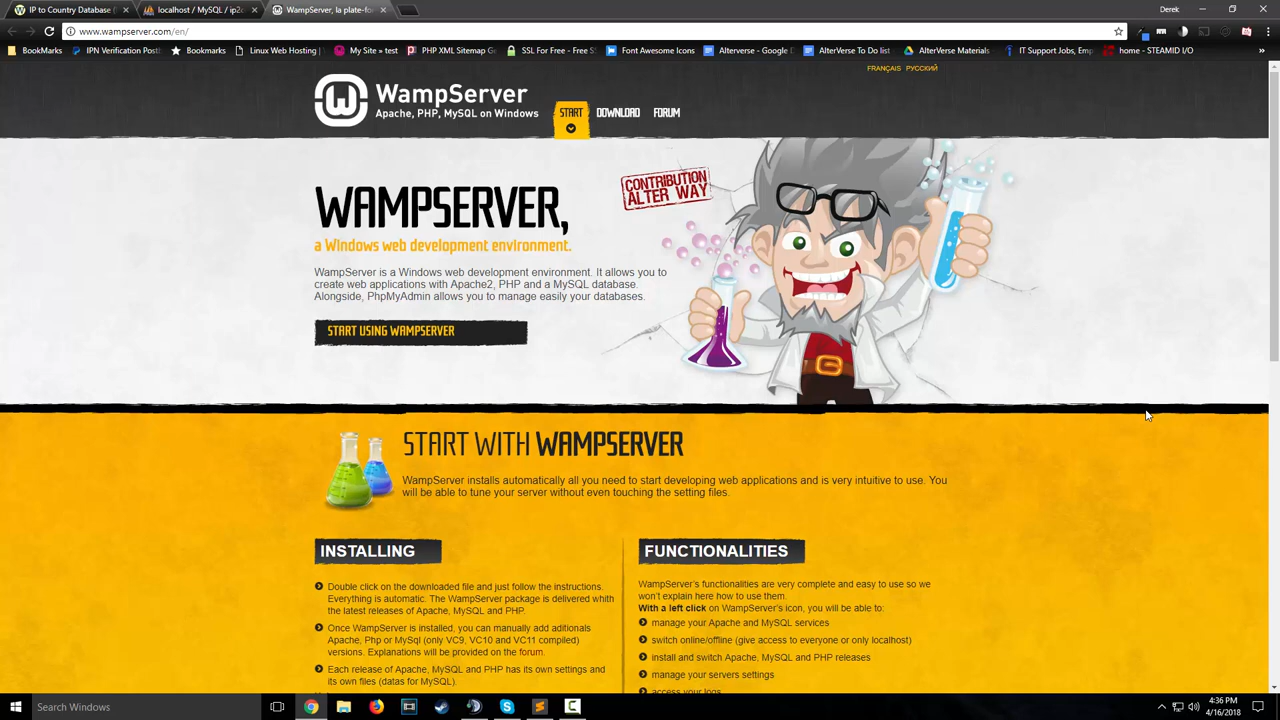 IP to Country Database (
localhost / MySQL / ip2c
WampServer, la plate-for
Derek
www.wampserver.com/en/
BookMarks
IPN Verification Postb
Bookmarks
Linux Web Hosting |
My Site » test
PHP XML Sitemap G
SSL For Free - Free S
Font Awesome Icons
Alterverse - Google D
AlterVerse To Do list
AlterVerse Materials
IT Support Jobs, Emp
home - STEAMID I/O
»
FRANÇAIS РУССКИЙ
WampServer
Apache, PHP, MySQL on Windows
START
DOWNLOAD
FORUM
CONTRIBUTION
ALTER WAY
WAMPSERVER,
a Windows web development environment.
WampServer is a Windows web development environment. It allows you to
create web applications with Apache2, PHP and a MySQL database.
Alongside, PhpMyAdmin allows you to manage easily your databases.
START USING WAMPSERVER
START WITH WAMPSERVER
WampServer installs automatically all you need to start developing web applications and is very intuitive to use. You
will be able to tune your server without even touching the setting files.
INSTALLING
Double click on the downloaded file and just follow the instructions.
Everything is automatic. The WampServer package is delivered whith
the latest releases of Apache, MySQL and PHP.
Once WampServer is installed, you can manually add aditionals
Apache, Php or MySql (only VC9, VC10 and VC11 compiled)
versions. Explanations will be provided on the forum.
Each release of Apache, MySQL and PHP has its own settings and
its own files (datas for MySQL).
FUNCTIONALITIES
WampServer's functionalities are very complete and easy to use so we
won't explain here how to use them.
With a left click on WampServer's icon, you will be able to:
manage your Apache and MySQL services
switch online/offline (give access to everyone or only localhost)
install and switch Apache, MySQL and PHP releases
manage your servers settings
access your logs
Search Windows
4:36 PM
4/16/2018